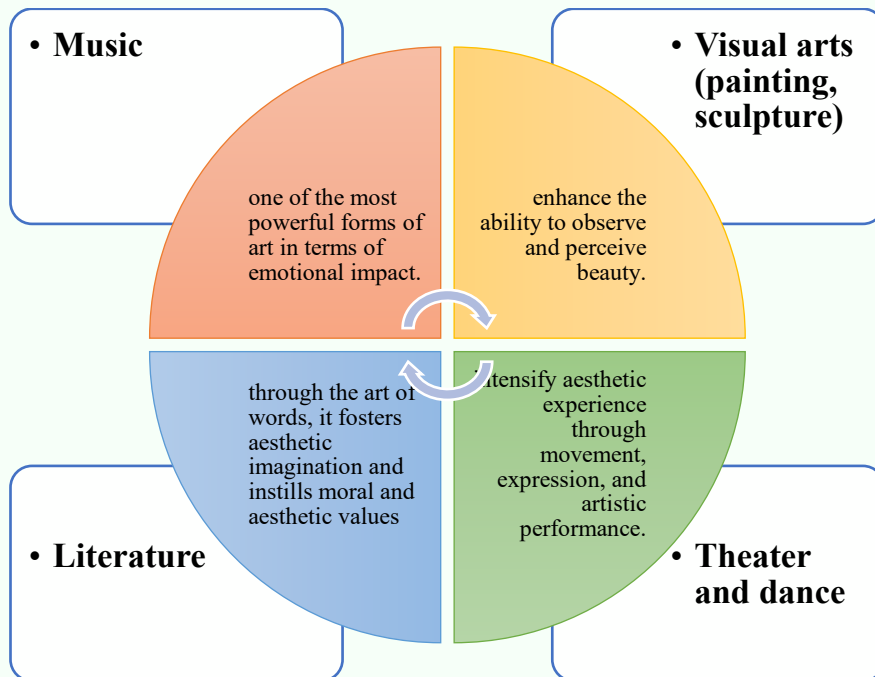 • Music
one of the most
powerful forms of
art in terms of
emotional impact.
• Visual arts
(painting,
sculpture)
enhance the
ability to observe
and perceive
beauty.
• Literature
through the art of
words, it fosters
aesthetic
imagination and
instills moral and
aesthetic values
• Theater
and dance
intensify aesthetic
experience
through
movement,
expression, and
artistic
performance.